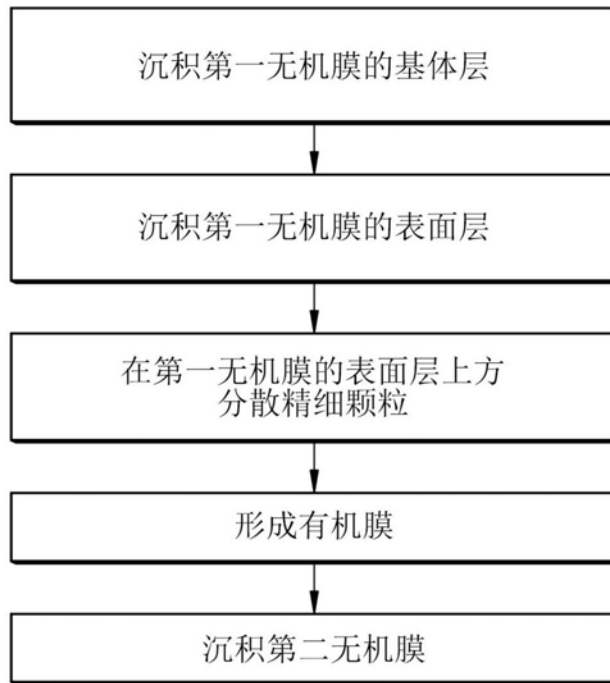 沉积第一无机膜的基体层
沉积第一无机膜的表面层
在第一无机膜的表面层上方
分散精细颗粒
形成有机膜
沉积第二无机膜